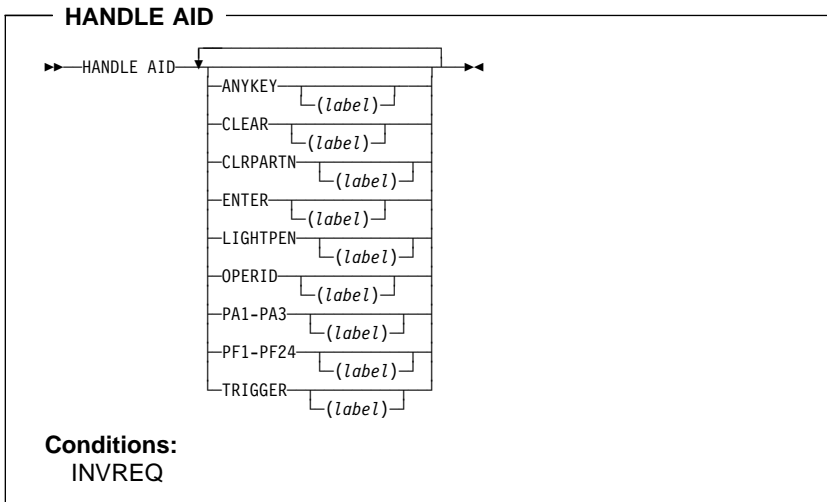 HANDLE AID
HANDLE AID
ANYKEY
(label)
CLEAR
(label)
CLRPARTN
(label)
ENTER
(label)
LIGHTPEN
(label)
OPERID
(label)
PA1-PA3
(label)
PF1-PF24
(label)
TRIGGER
(label)
Conditions:
INVREQ